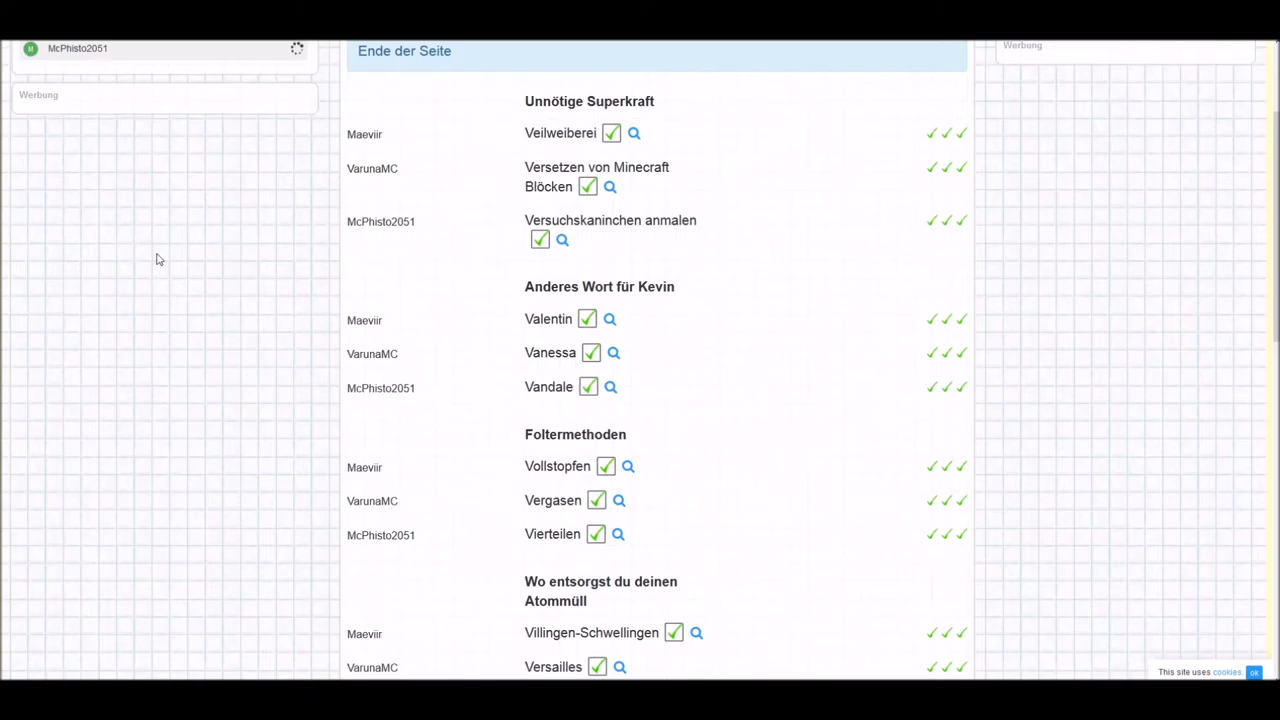 McPhisto2051
Werbung
Ende der Seite
Werbung
Unnötige Superkraft
Maeviir Veilweiberei
VarunaMC Versetzen von Minecraft
Blöcken
McPhisto2051 Versuchskaninchen anmalen
Anderes Wort für Kevin
Maeviir Valentin
VarunaMC Vanessa
McPhisto2051 Vandale
Foltermethoden
Maeviir Vollstopfen
VarunaMC Vergasen
McPhisto2051 Vierteilen
Wo entsorgst du deinen
Atommüll
Maeviir Villingen-Schwellingen
VarunaMC Versailles
This site uses cookies. ok